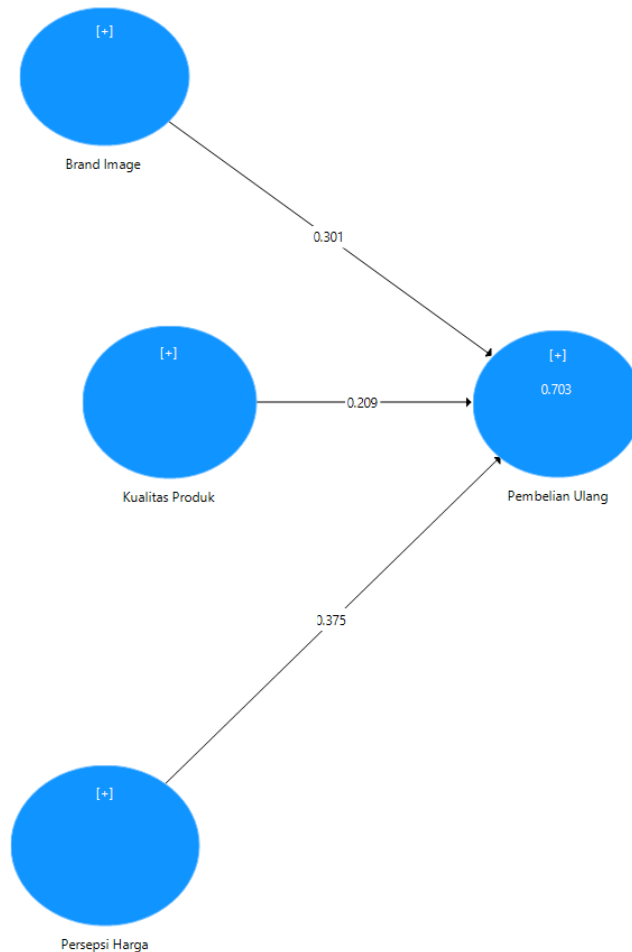 [+]
Brand Image
0.301
[+]
Kualitas Produk
0.209
[+]
0.703
Pembelian Ulang
0.375
[+]
Persepsi Harga